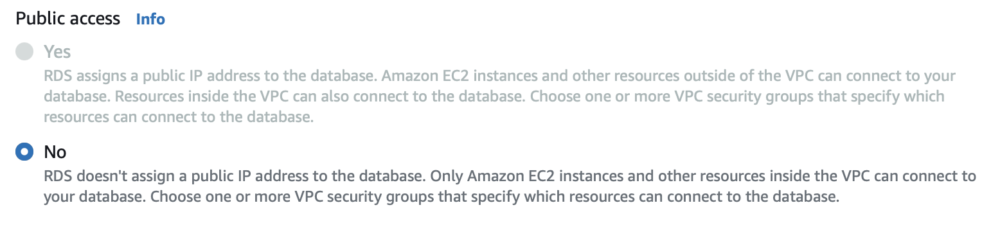 Public access Info
Yes
RDS assigns a public IP address to the database. Amazon EC2 instances and other resources outside of the VPC can connect to your
database. Resources inside the VPC can also connect to the database. Choose one or more VPC security groups that specify which
resources can connect to the database.
No
RDS doesn't assign a public IP address to the database. Only Amazon EC2 instances and other resources inside the VPC can connect to
your database. Choose one or more VPC security groups that specify which resources can connect to the database.